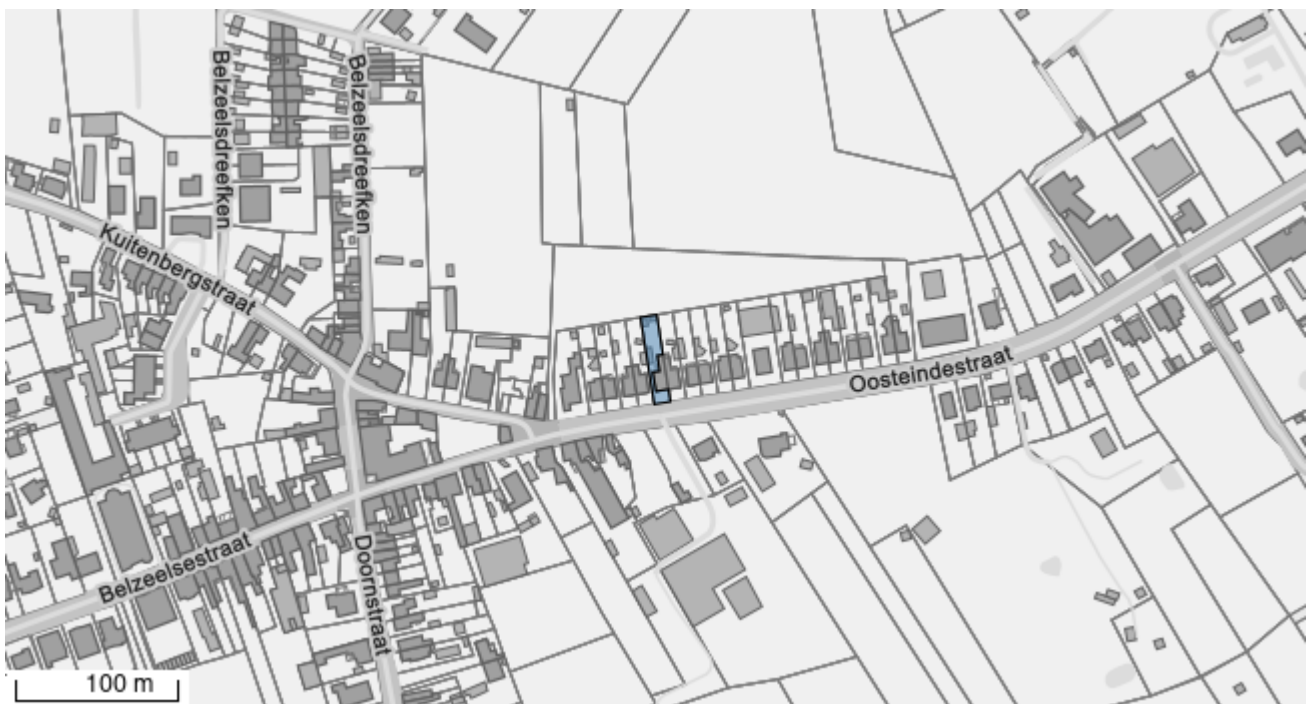 Belzeelsdreefken
Belzeelsdreefken
Kuitenbergstraat
Oosteindestraat
Belzeelsestraat
Doornstraat
100 m